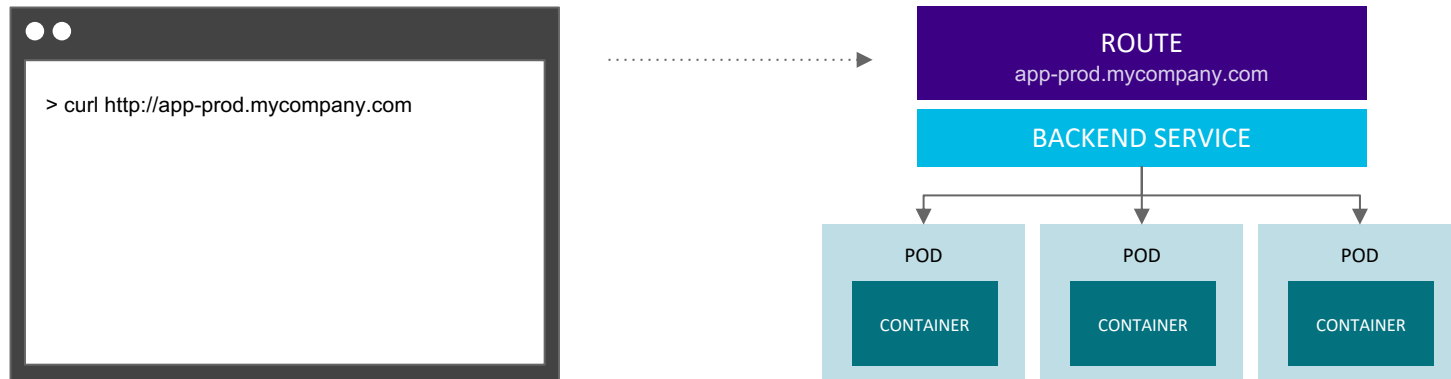 > curl http://app-prod.mycompany.com
ROUTE
app-prod.mycompany.com
BACKEND SERVICE
POD
POD
POD
CONTAINER
CONTAINER
CONTAINER